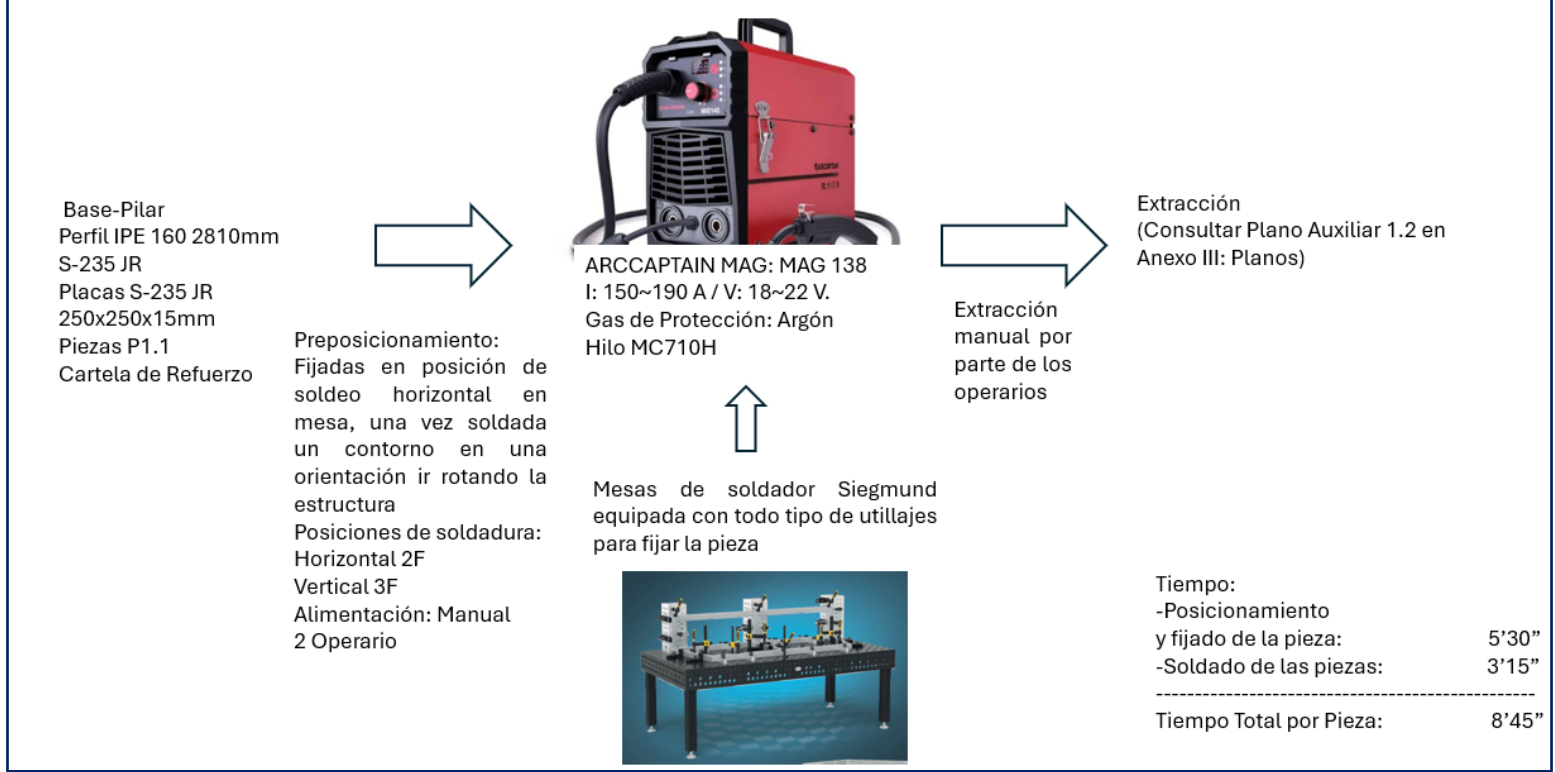 Base-Pilar
Perfil IPE 160 2810mm
S-235 JR
Placas S-235 JR
250x250x15mm
Piezas P1.1
Cartela de Refuerzo
Preposicionamiento:
Fijadas en posición de
soldeo horizontal en
mesa, una vez soldada
un contorno en una
orientación ir rotando la
estructura
Posiciones de soldadura:
Horizontal 2F
Vertical 3F
Alimentación: Manual
2 Operario
ARCCAPTAIN MAG: MAG 138
I: 150~190 A / V: 18~22 V.
Gas de Protección: Argón
Hilo MC710H
Mesas de soldador Siegmund
equipada con todo tipo de utillajes
para fijar la pieza
Extracción
manual por
parte de los
operarios
Extracción
(Consultar Plano Auxiliar 1.2 en
Anexo III: Planos)
Tiempo:
-Posicionamiento
y fijado de la pieza: 5’30”
-Soldado de las piezas: 3’15”
------------------------------------------------
Tiempo Total por Pieza: 8’45”